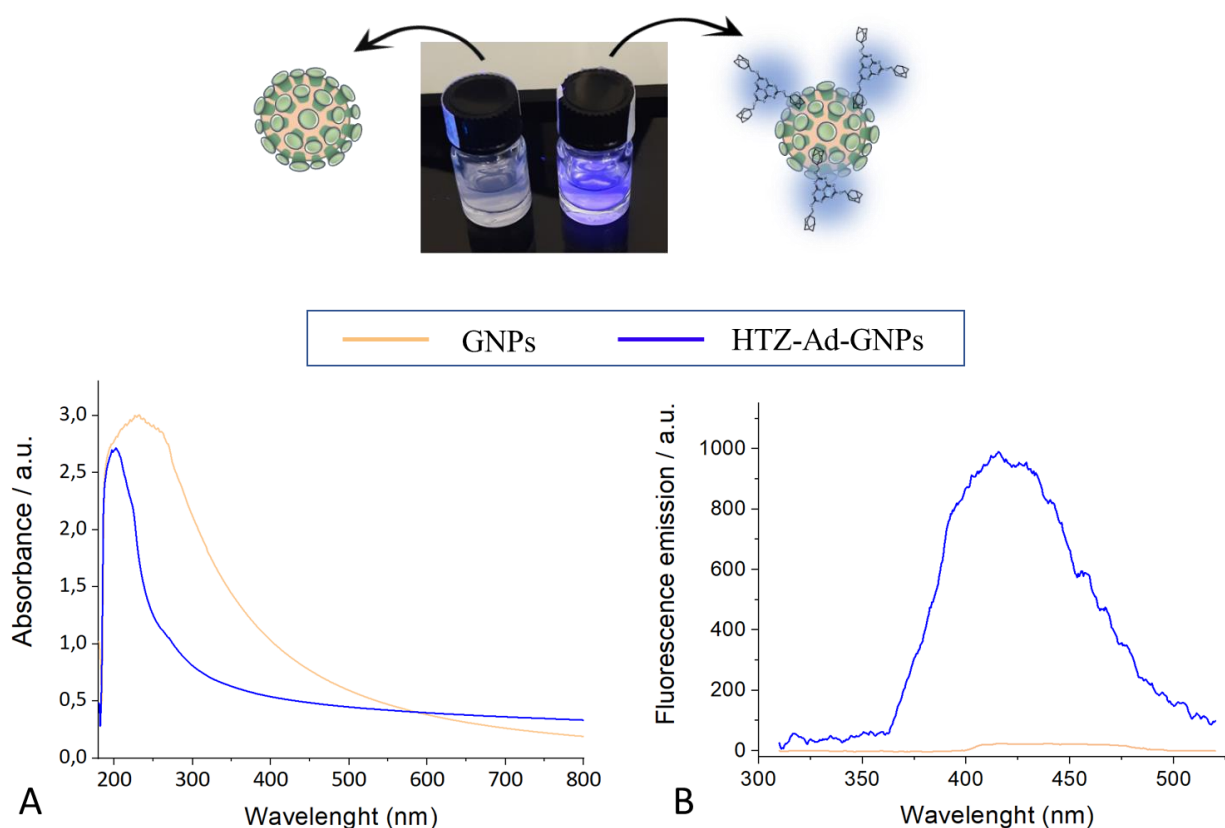 GNPs HTZ-Ad-GNPs
Absorbance / a.u.
3,0
2,5
2,0
1,5
1,0
0,5
0,0
200 300 400 500 600 700 800
Wavelenght (nm)
A
Fluorescence emission / a.u.
1000
800
600
400
200
0
300 350 400 450 500
Wavelenght (nm)
B